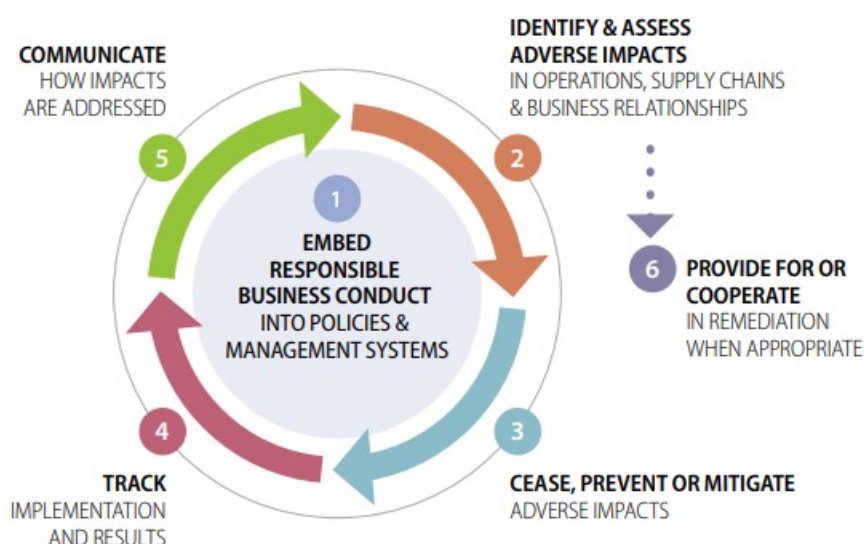 1
EMBED
RESPONSIBLE
BUSINESS CONDUCT
INTO POLICIES &
MANAGEMENT SYSTEMS
2
IDENTIFY & ASSESS
ADVERSE IMPACTS
IN OPERATIONS, SUPPLY CHAINS
& BUSINESS RELATIONSHIPS
3
CEASE, PREVENT OR MITIGATE
ADVERSE IMPACTS
4
TRACK
IMPLEMENTATION
AND RESULTS
5
COMMUNICATE
HOW IMPACTS
ARE ADDRESSED
6
PROVIDE FOR OR
COOPERATE
IN REMEDIATION
WHEN APPROPRIATE